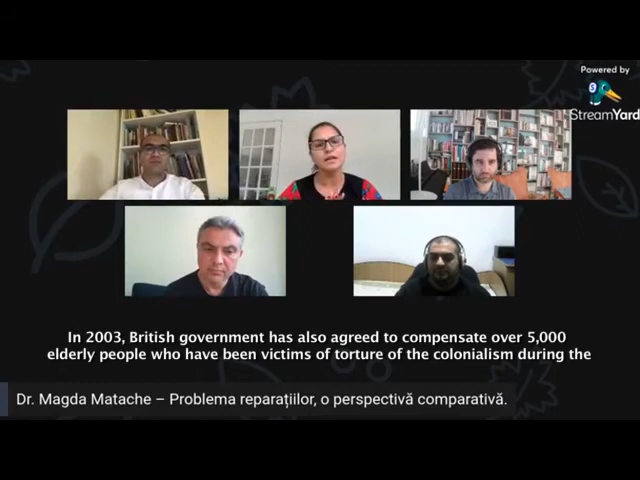 Powered by
StreamYard
In 2003, British government has also agreed to compensate over 5,000
elderly people who have been victims of torture of the colonialism during the
Dr. Magda Matache – Problema reparațiilor, o perspectivă comparativă.